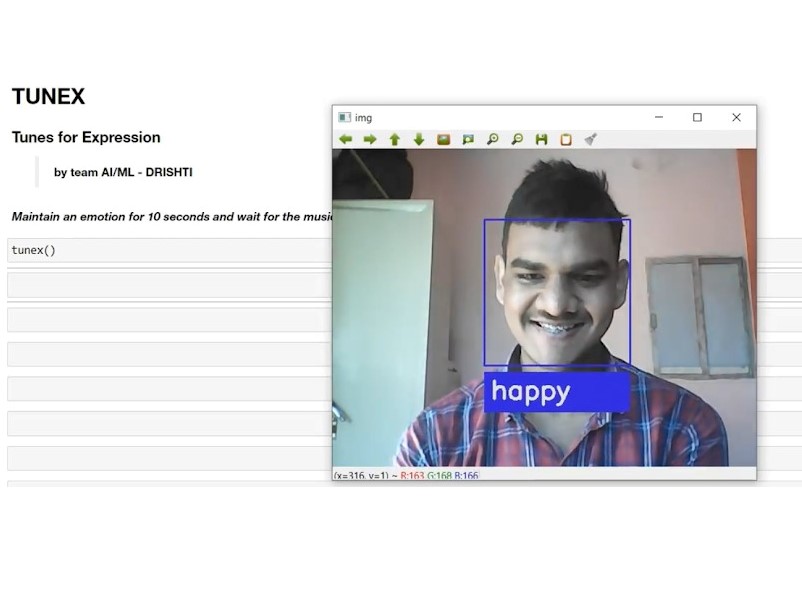 TUNEX
Tunes for Expression
by team AI/ML - DRISHTI
Maintain an emotion for 10 seconds and wait for the music
tunex()
img
happy
(x=316, y=1) ~ R:163 G:168 B:166